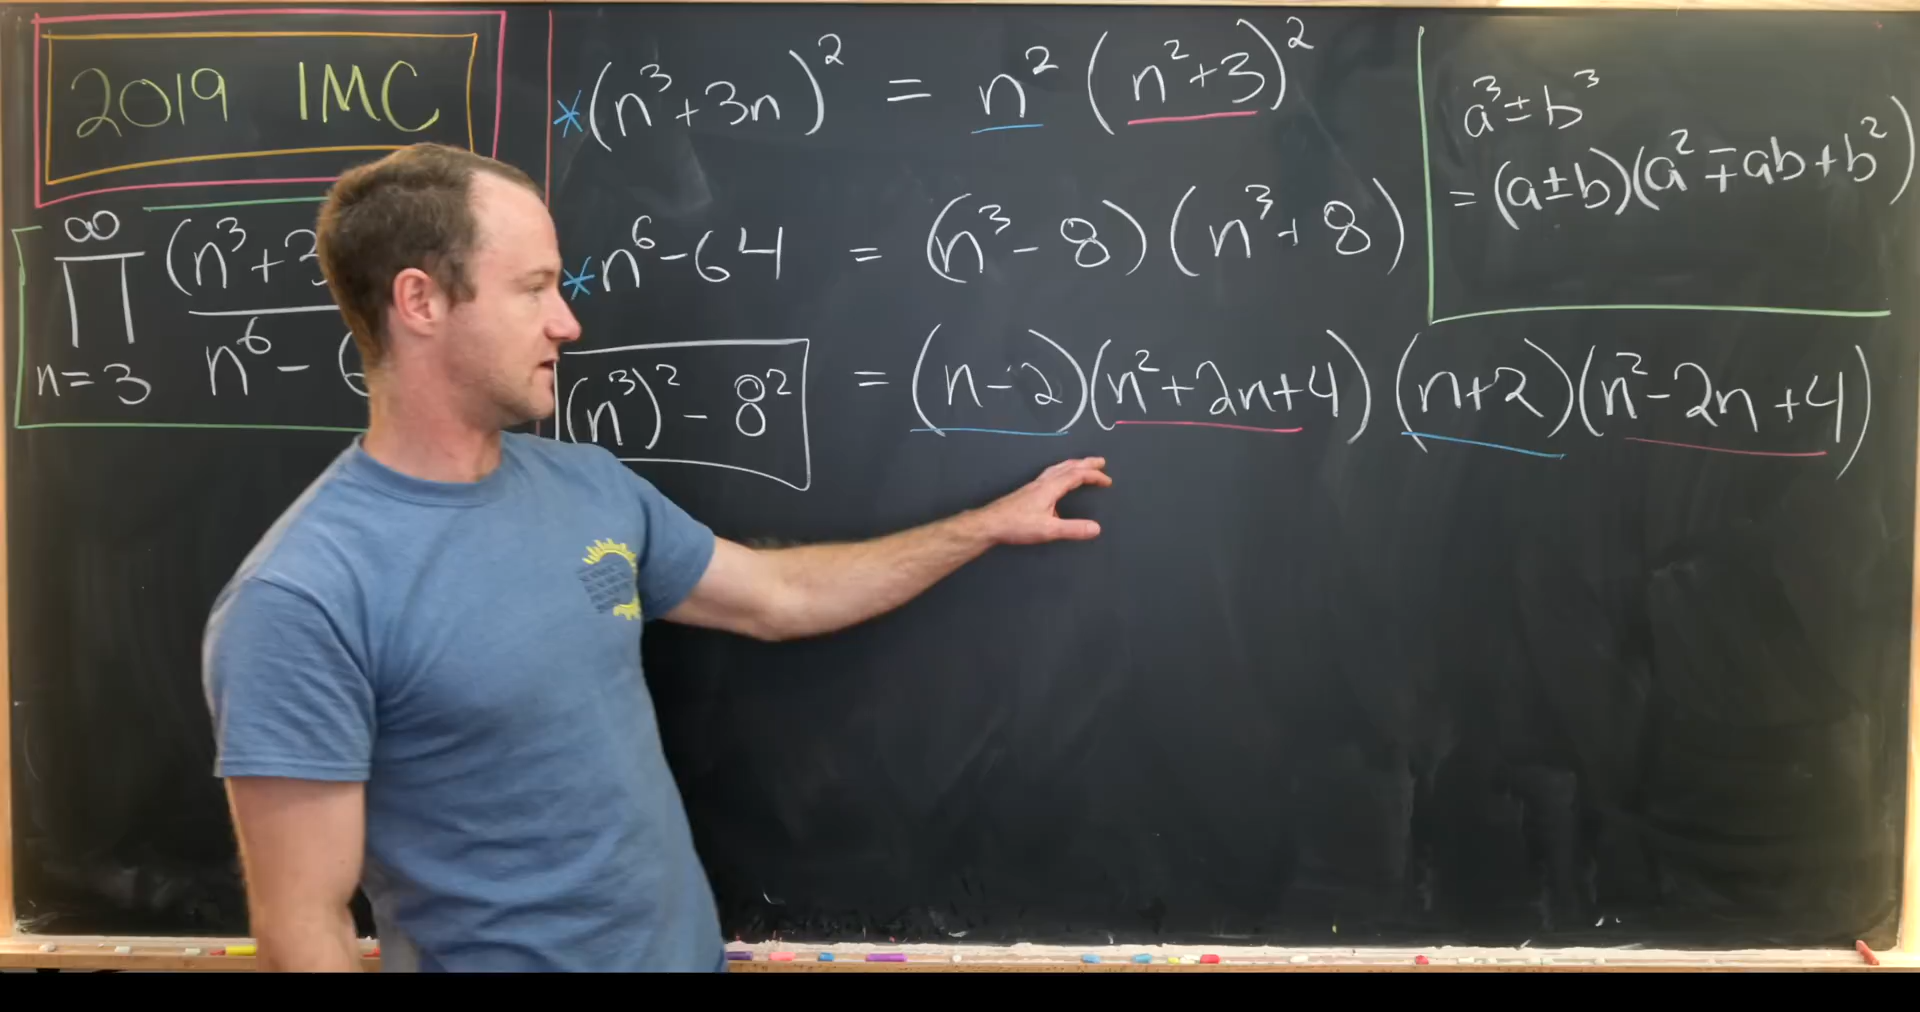 2019 IMC
∞
∏ (n³+3
n=3 n⁶-6
*(n³+3n)² = n²(n²+3)²
*n⁶-64 = (n³-8)(n³+8)
(n³)²-8² = (n-2)(n²+2n+4)(n+2)(n²-2n+4)
a³±b³
=(a±b)(a²∓ab+b²)